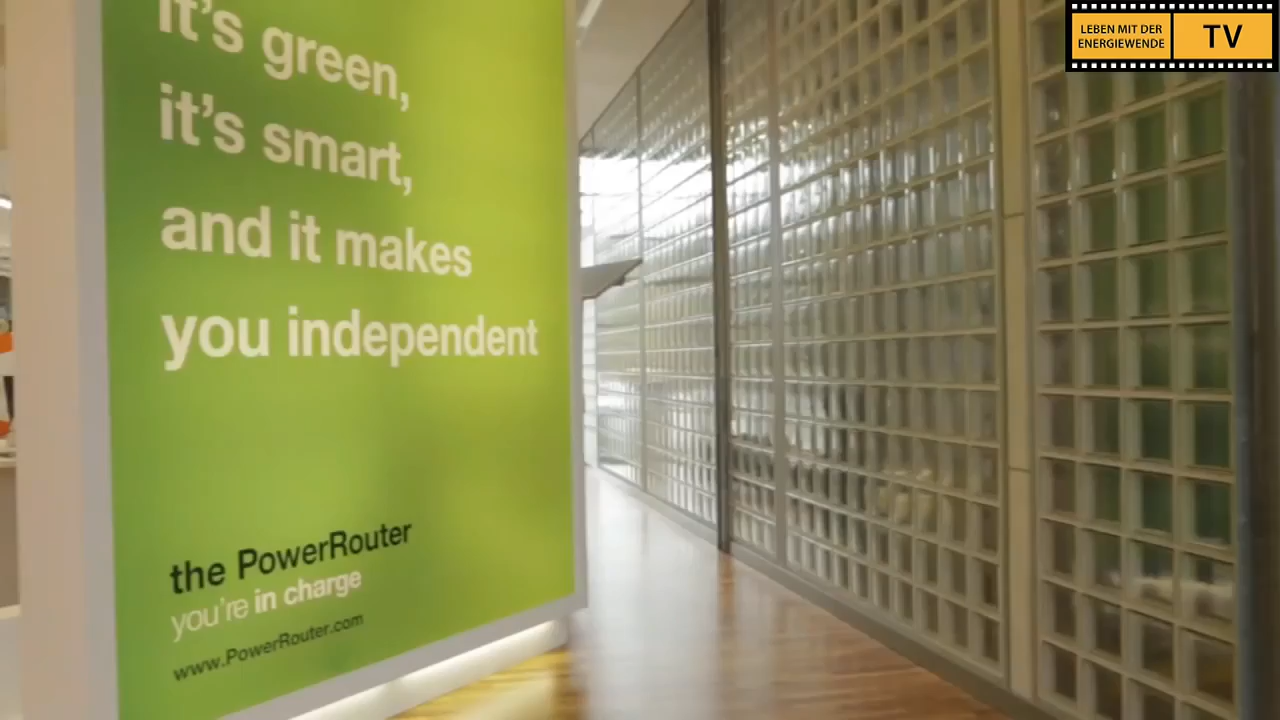 it's green,
it's smart,
and it makes
you independent
the PowerRouter
you're in charge
www.PowerRouter.com
LEBEN MIT DER
ENERGIEWENDE
TV